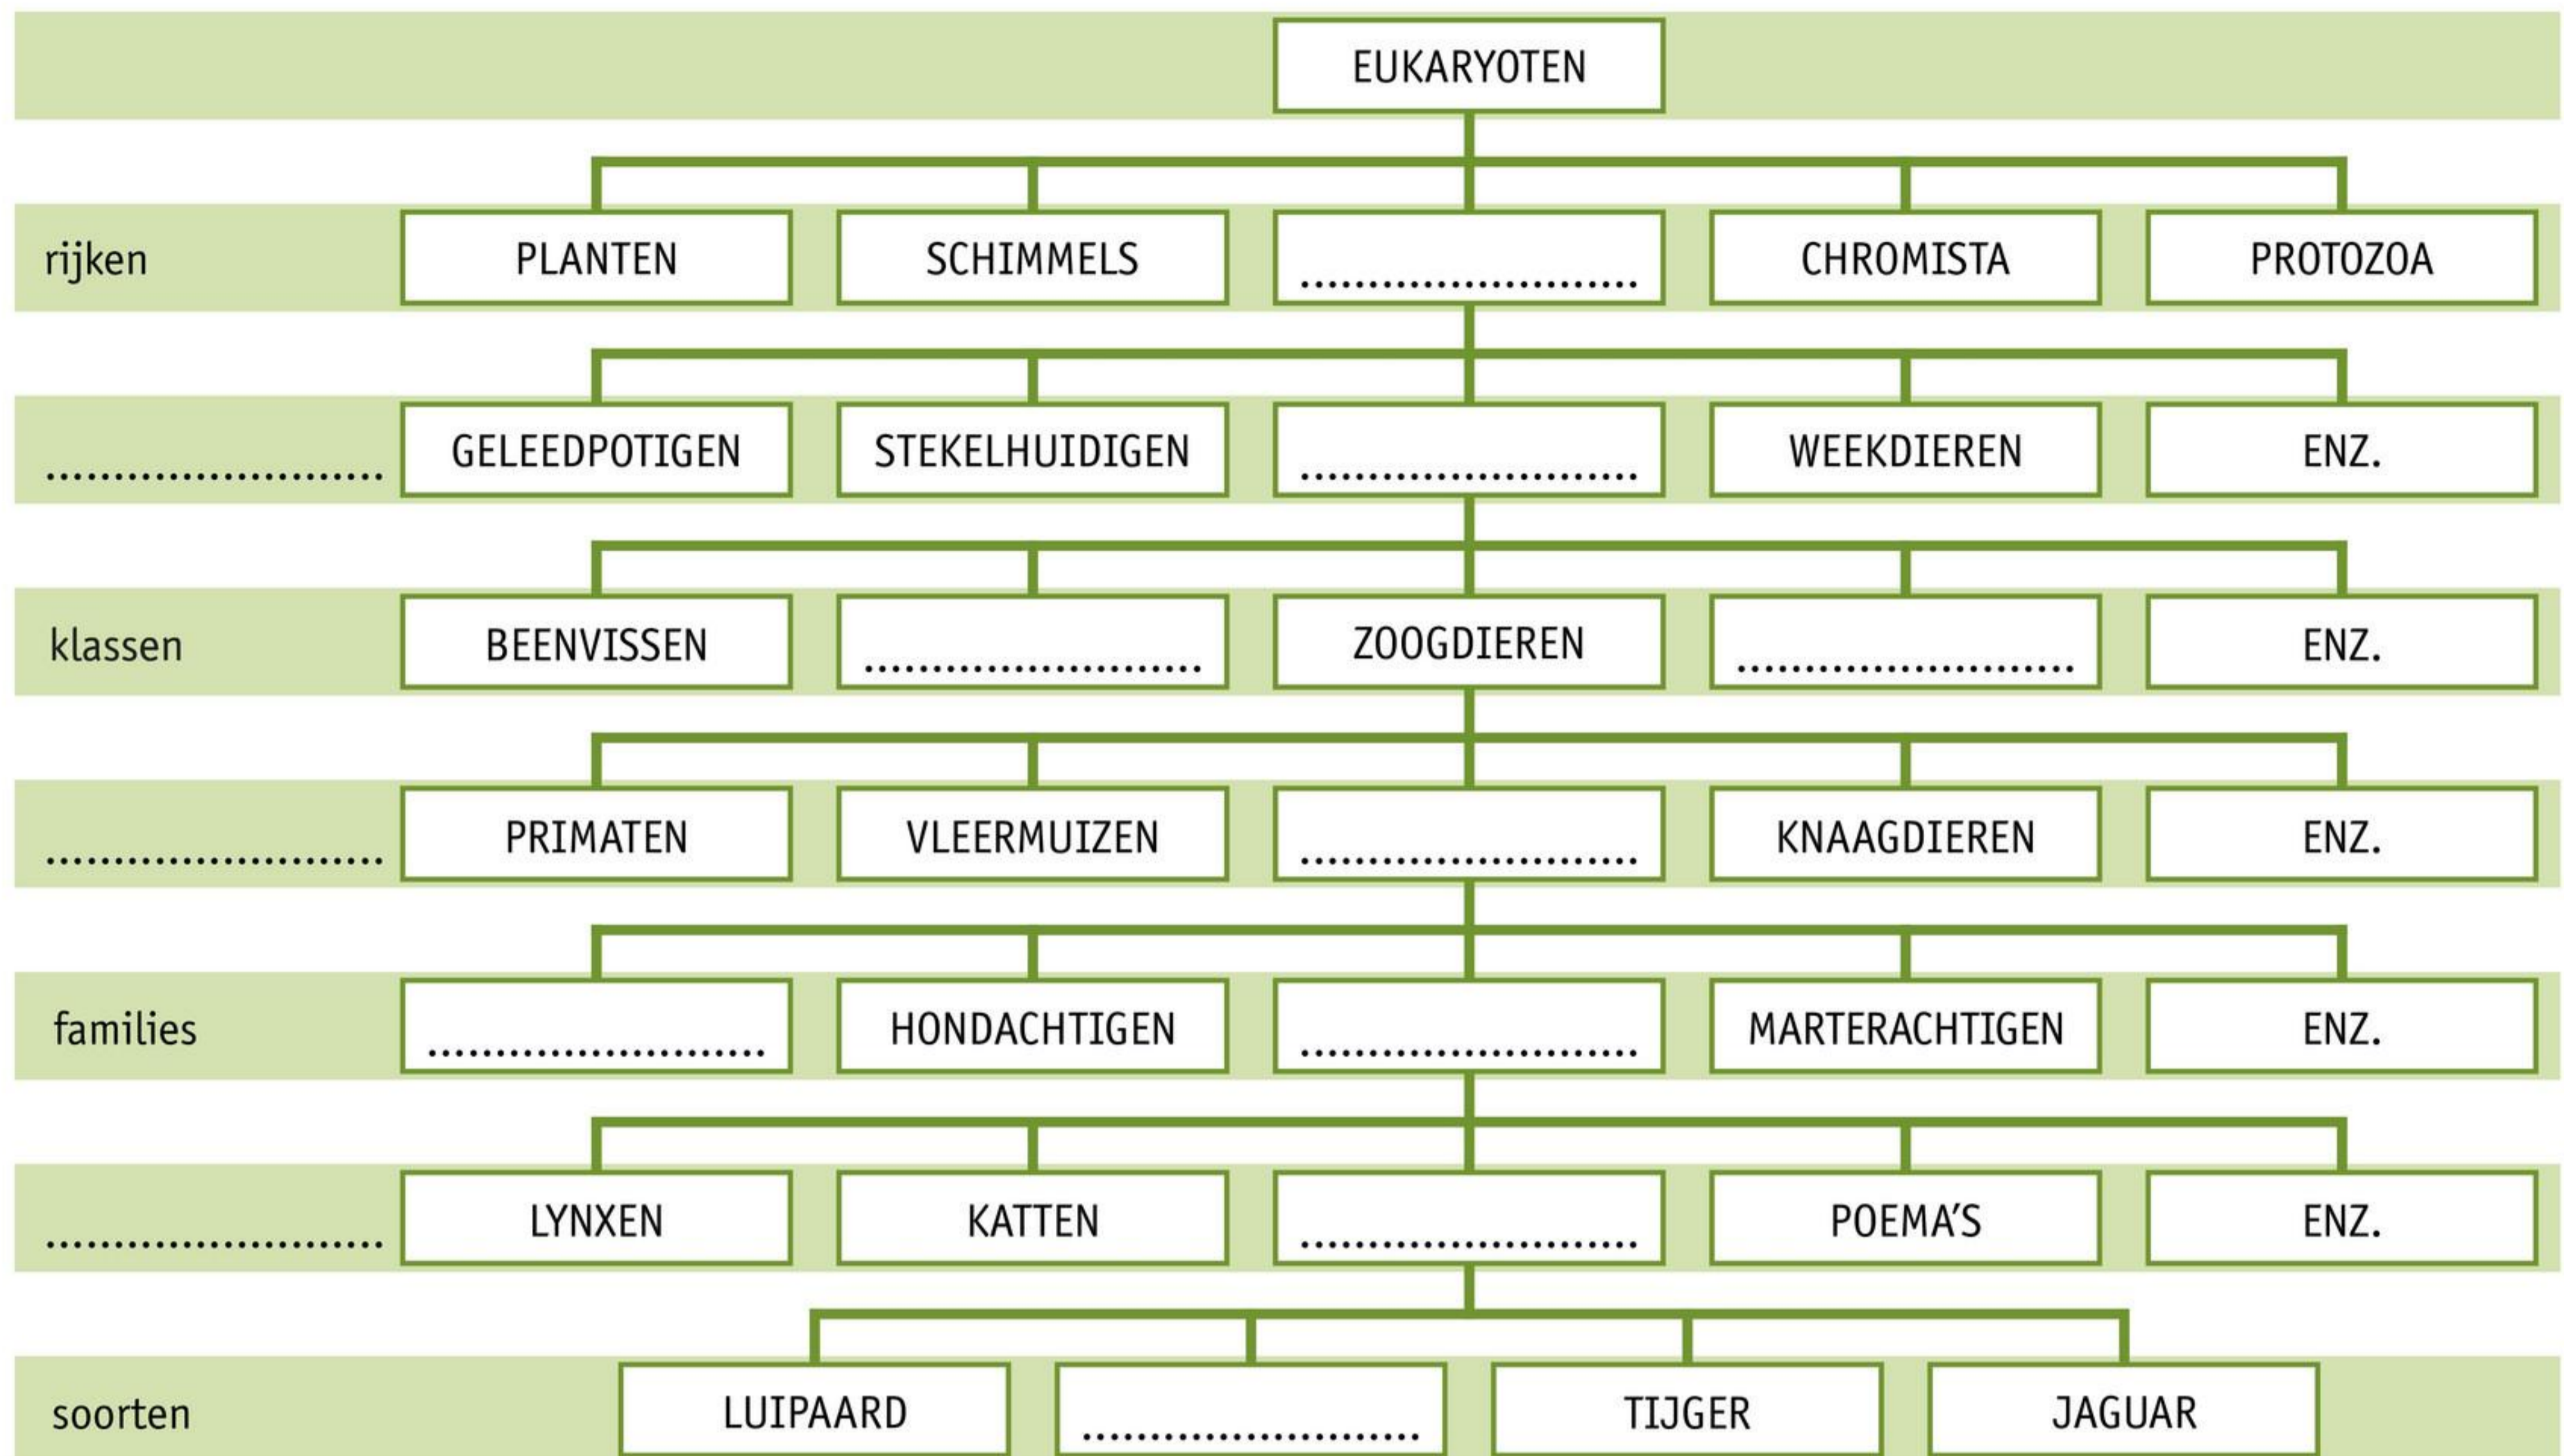 EUKARYOTEN
rijken PLANTEN SCHIMMELS ......................... CHROMISTA PROTOZOA
......................... GELEEDPOTIGEN STEKELHUIDIGEN ......................... WEEKDIEREN ENZ.
klassen BEENVISSEN ......................... ZOOGDIEREN ......................... ENZ.
......................... PRIMATEN VLEERMUIZEN ......................... KNAAGDIEREN ENZ.
families ......................... HONDACHTIGEN ......................... MARTERACHTIGEN ENZ.
......................... LYNXEN KATTEN ......................... POEMA'S ENZ.
soorten LUIPAARD ......................... TIJGER JAGUAR